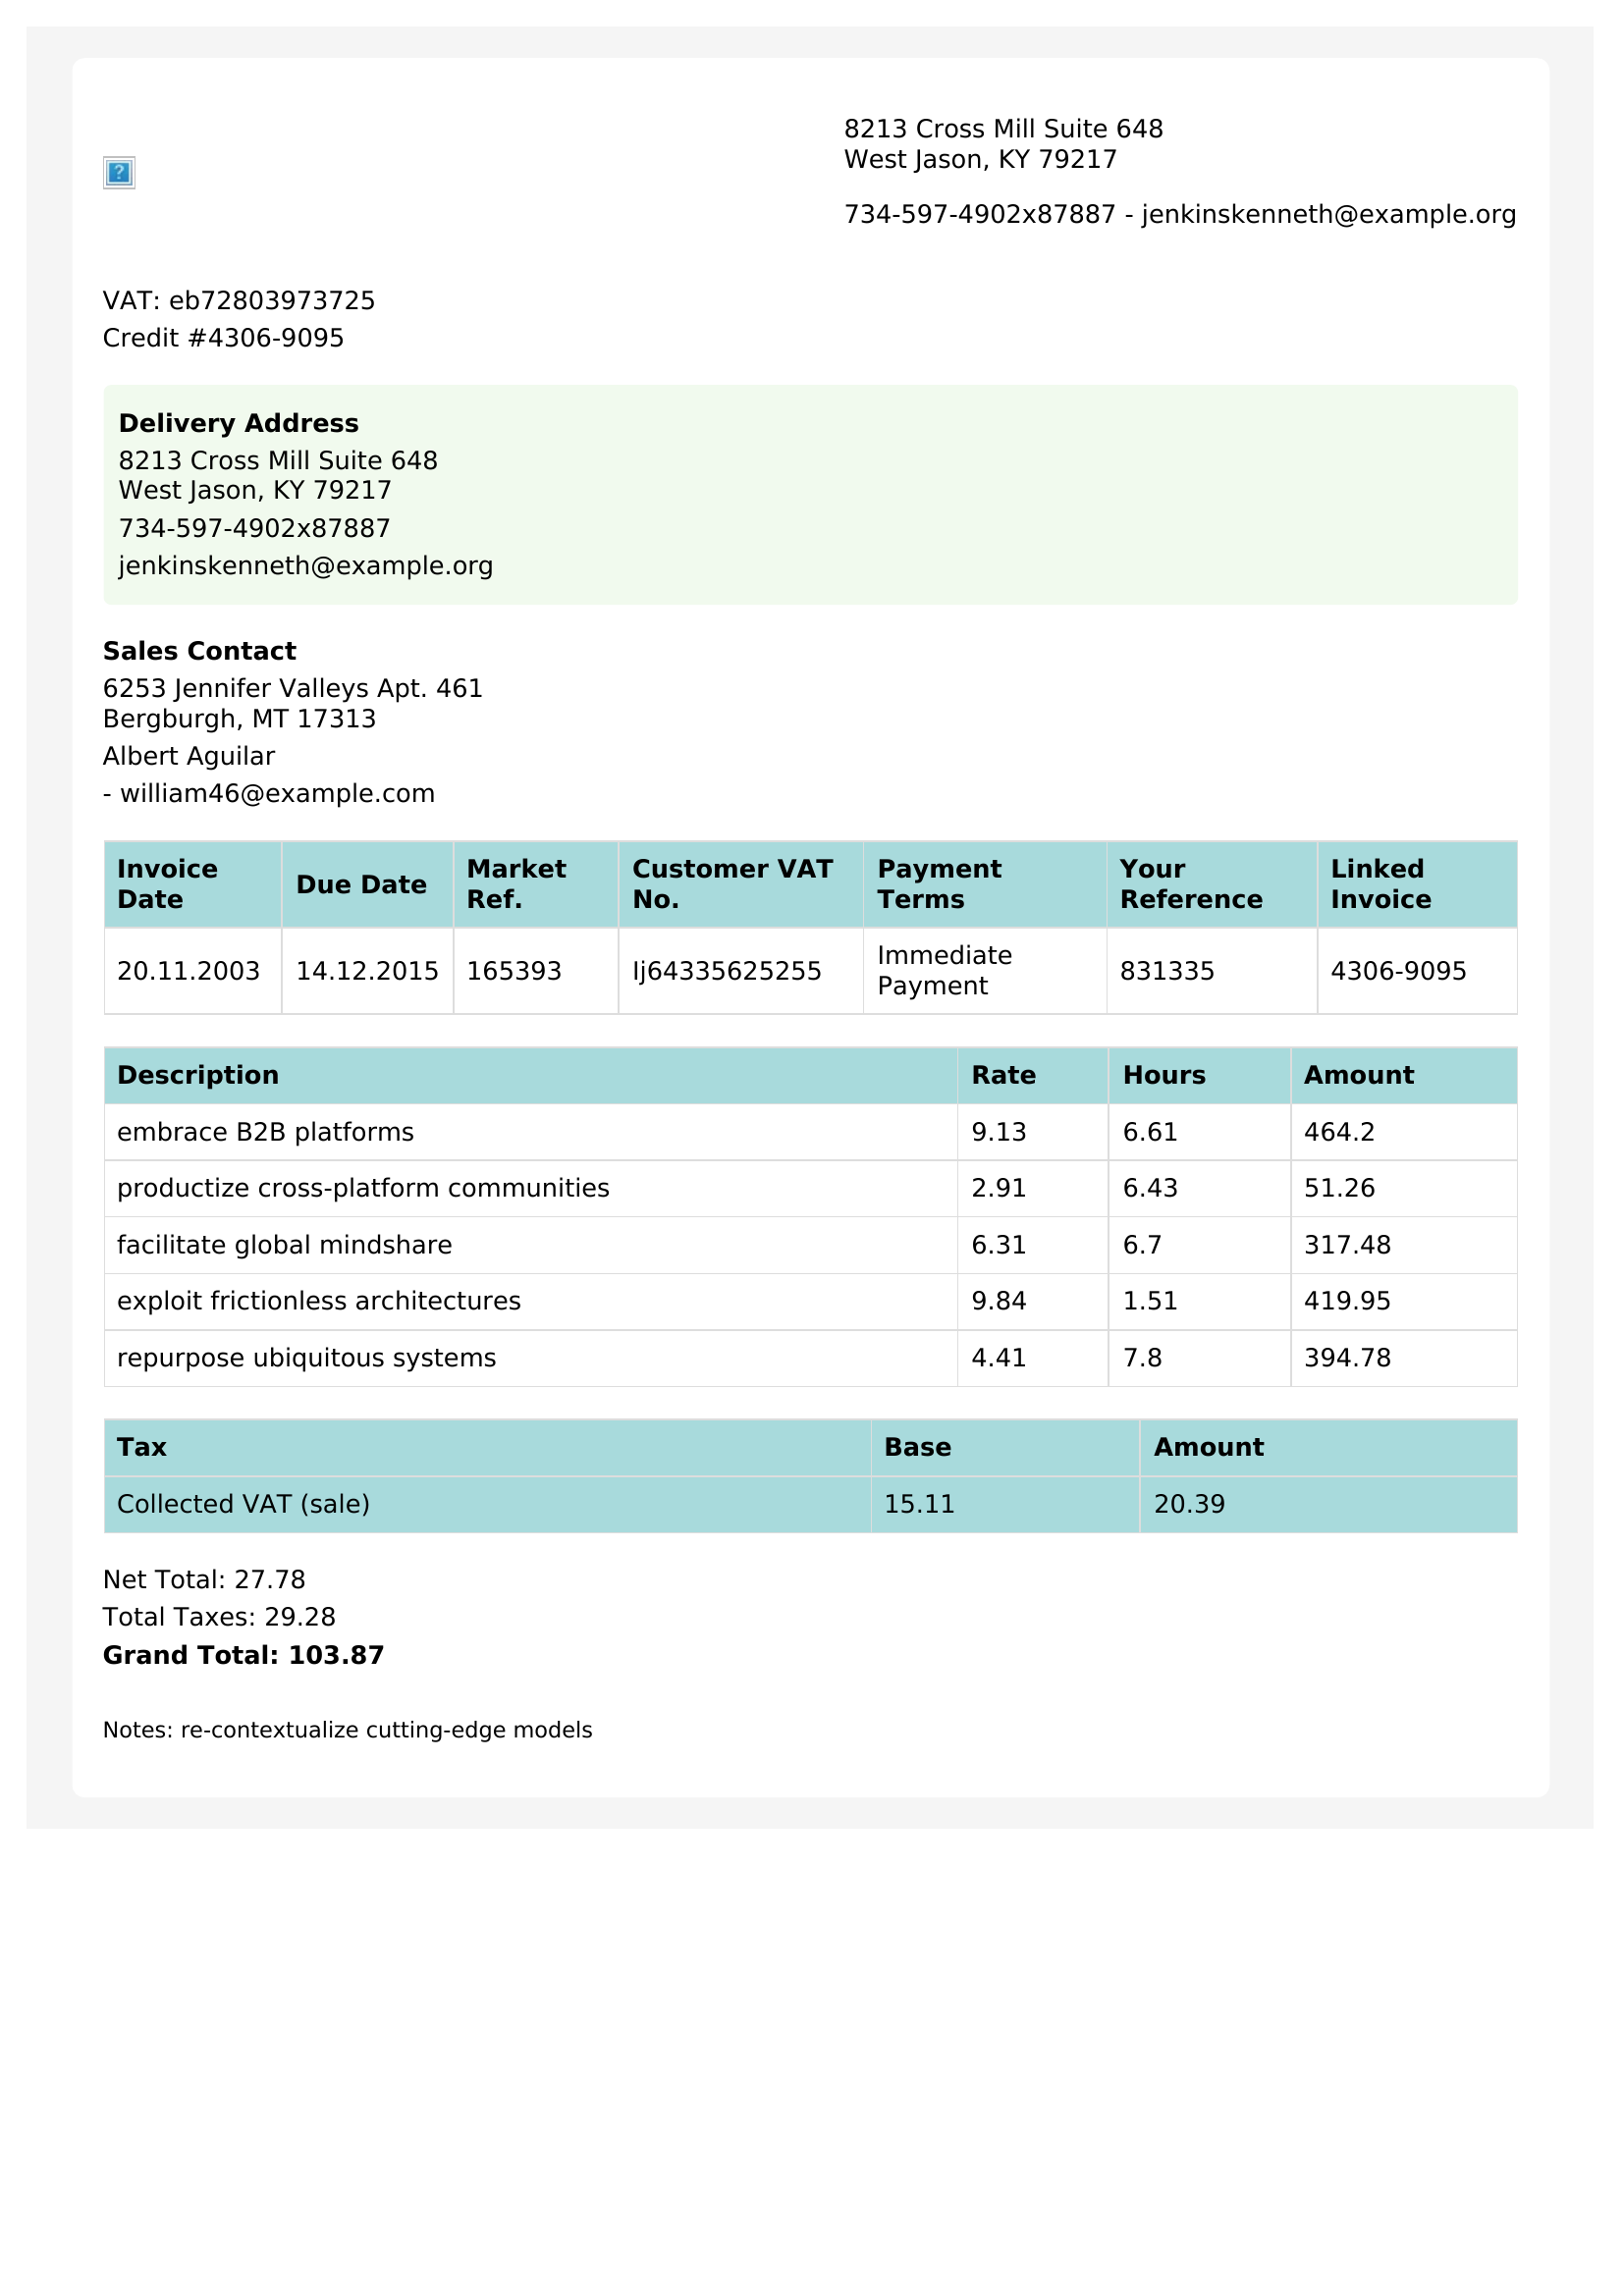 8213 Cross Mill Suite 648
West Jason, KY 79217
734-597-4902x87887 - jenkinskenneth@example.org
VAT: eb72803973725
Credit #4306-9095
Delivery Address
8213 Cross Mill Suite 648
West Jason, KY 79217
734-597-4902x87887
jenkinskenneth@example.org
Sales Contact
6253 Jennifer Valleys Apt. 461
Bergburgh, MT 17313
Albert Aguilar
- william46@example.com
Invoice Date Due Date Market Ref. Customer VAT No. Payment Terms Your Reference Linked Invoice
20.11.2003 14.12.2015 165393 lj64335625255 Immediate Payment 831335 4306-9095
Description Rate Hours Amount
embrace B2B platforms 9.13 6.61 464.2
productize cross-platform communities 2.91 6.43 51.26
facilitate global mindshare 6.31 6.7 317.48
exploit frictionless architectures 9.84 1.51 419.95
repurpose ubiquitous systems 4.41 7.8 394.78
Tax Base Amount
Collected VAT (sale) 15.11 20.39
Net Total: 27.78
Total Taxes: 29.28
Grand Total: 103.87
Notes: re-contextualize cutting-edge models